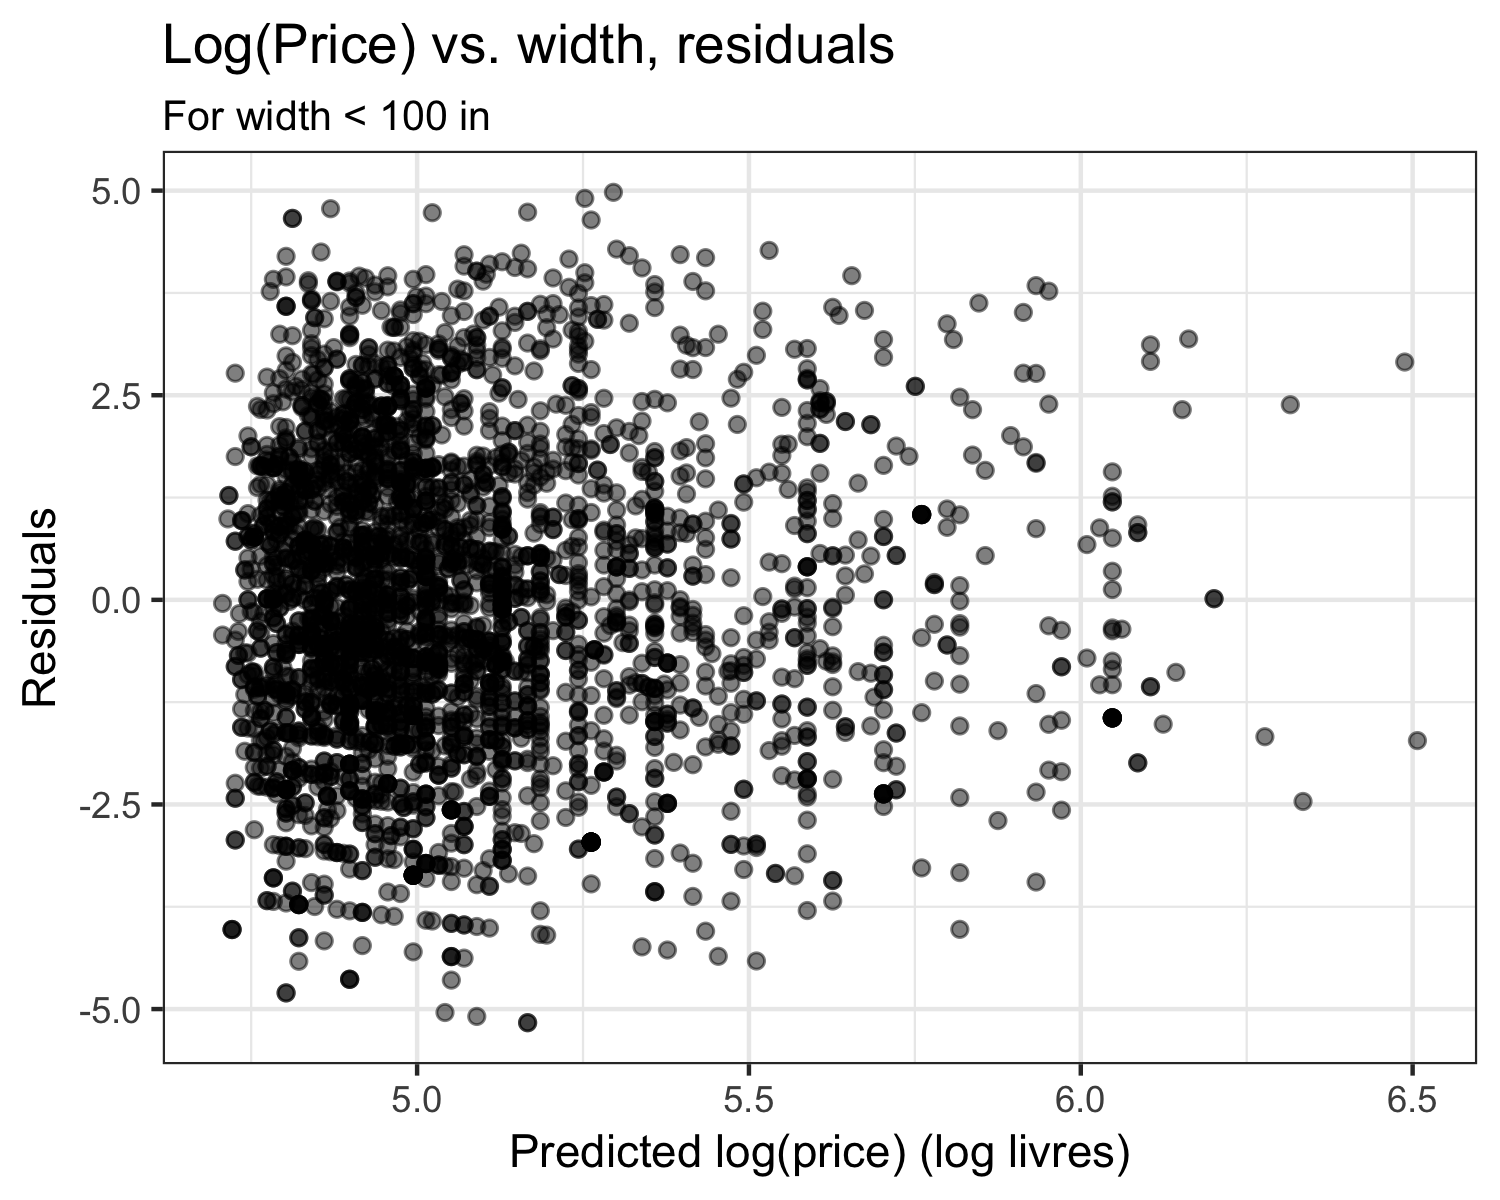 Log(Price) vs. width, residuals
For width < 100 in
5.0
2.5
0.0
-2.5
-5.0
Residuals
5.0 5.5 6.0 6.5
Predicted log(price) (log livres)